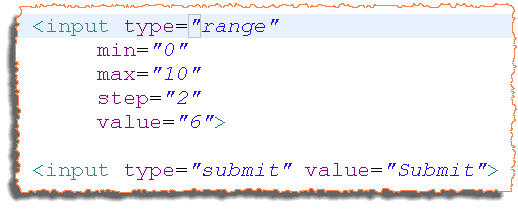 <input type="range"
min="0"
max="10"
step="2"
value="6">
<input type="submit" value="Submit">